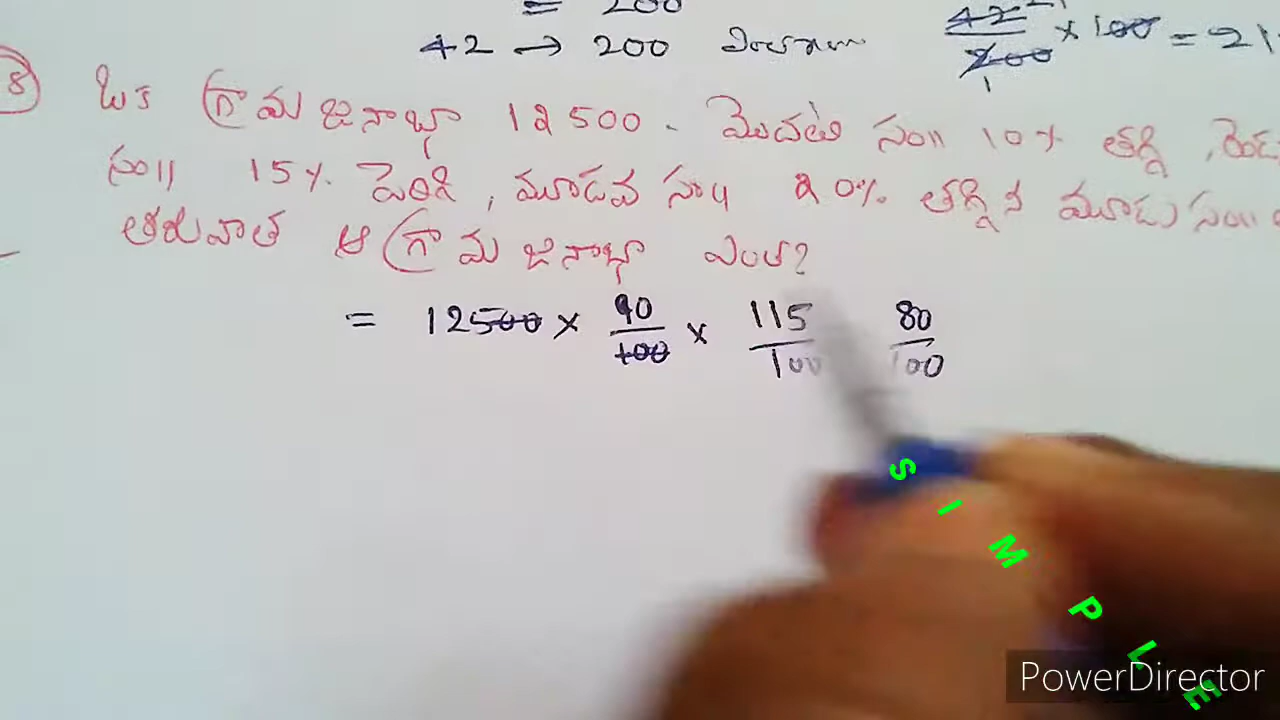 = 200
42 → 200 42/200 × 100 = 21
8 ఒక గ్రామ జనాభా 12500. మొదటి సం॥ 10% తగ్గి,
సం॥ 15% పెరిగి, మూడవ సం॥ 20% తగ్గిన మూడు సం॥
తరువాత ఆ గ్రామ జనాభా ఎంత?
= 12500 × 90/100 × 115/100 80/100
SIMPLE
PowerDirector